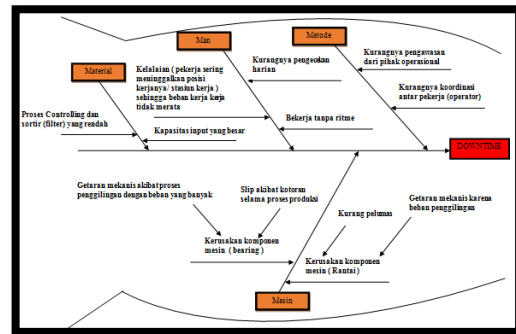 Man
Metode
Material
Kelalaian ( pekerja sering
meninggalkan posisi
kerjanya/ stasiun kerja )
sehingga beban kerja kerja
tidak merata
Kurangnya pengecekan
harian
Kurangnya pengawasan
dari pihak operasional
Kurangnya koordinasi
antar pekerja (operator)
Proses Controlling dan
sortir (filter) yang rendah
Kapasitas input yang besar
Bekerja tanpa ritme
DOWNTIME
Getaran mekanis akibat proses
penggilingan dengan beban yang banyak
Slip akibat kotoran
selama proses produksi
Getaran mekanis karena
beban penggilingan
Kurang pelumas
Kerusakan komponen
mesin ( bearing )
Kerusakan komponen
mesin ( Rantai )
Mesin